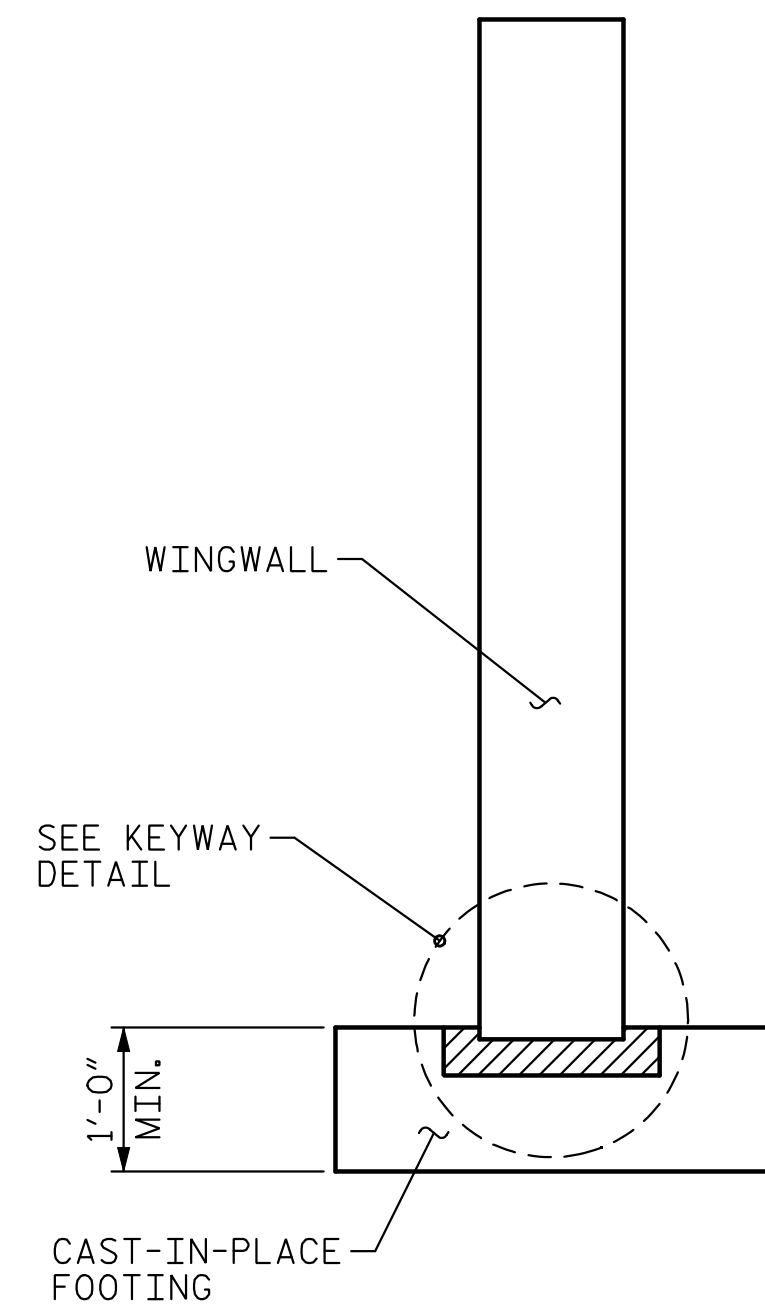 WINGWALL
SEE KEYWAY
DETAIL
1'-0"
MIN.
CAST-IN-PLACE
FOOTING